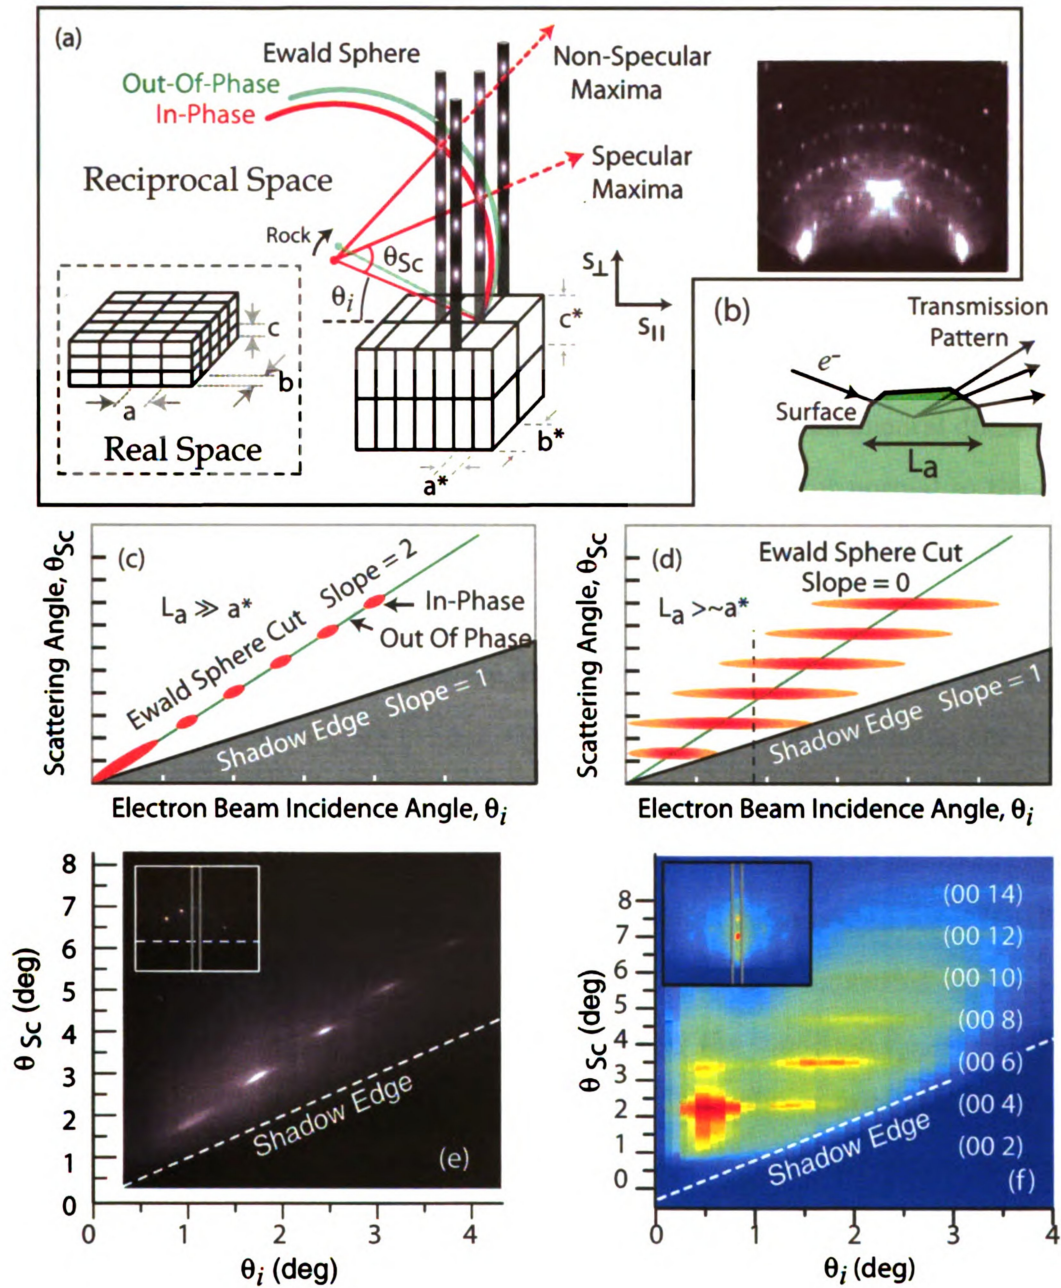 (a)
Ewald Sphere
Out-Of-Phase
In-Phase
Non-Specular
Maxima
Specular
Maxima
Reciprocal Space
Rock
θSc
θi
S⊥
S||
c*
b*
a*
c
b
a
Real Space
(b)
Transmission
Pattern
e⁻
Surface
La
(c)
La ≫ a*
Ewald Sphere Cut Slope = 2
In-Phase
Out Of Phase
Shadow Edge Slope = 1
Scattering Angle, θSc
Electron Beam Incidence Angle, θi
(d)
Ewald Sphere Cut
Slope = 0
La >~a*
Shadow Edge Slope = 1
Scattering Angle, θSc
Electron Beam Incidence Angle, θi
8
7
6
5
4
3
2
1
0
θSc (deg)
Shadow Edge
(e)
0 1 2 3 4
θi (deg)
8
7
6
5
4
3
2
1
0
θSc (deg)
(00 14)
(00 12)
(00 10)
(00 8)
(00 6)
(00 4)
(00 2)
Shadow Edge
(f)
0 1 2 3 4
θi (deg)